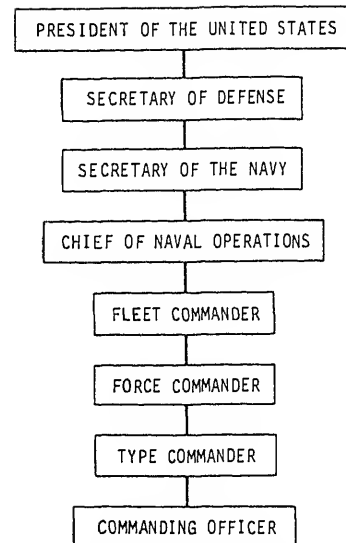 PRESIDENT OF THE UNITED STATES
SECRETARY OF DEFENSE
SECRETARY OF THE NAVY
CHIEF OF NAVAL OPERATIONS
FLEET COMMANDER
FORCE COMMANDER
TYPE COMMANDER
COMMANDING OFFICER